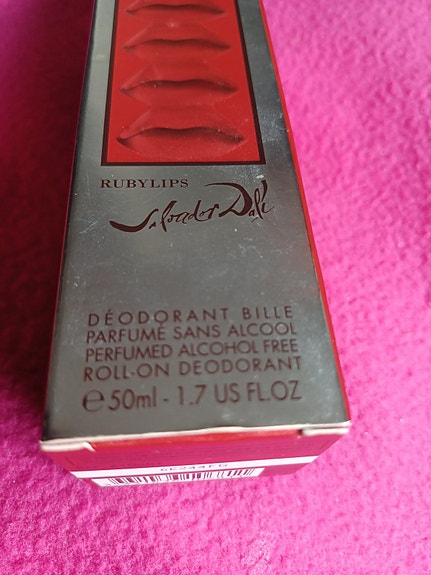 RUBYLIPS
Salvador Dalí
DÉODORANT BILLE
PARFUMÉ SANS ALCOOL
PERFUMED ALCOHOL FREE
ROLL-ON DEODORANT
e 50ml - 1.7 US FL.OZ